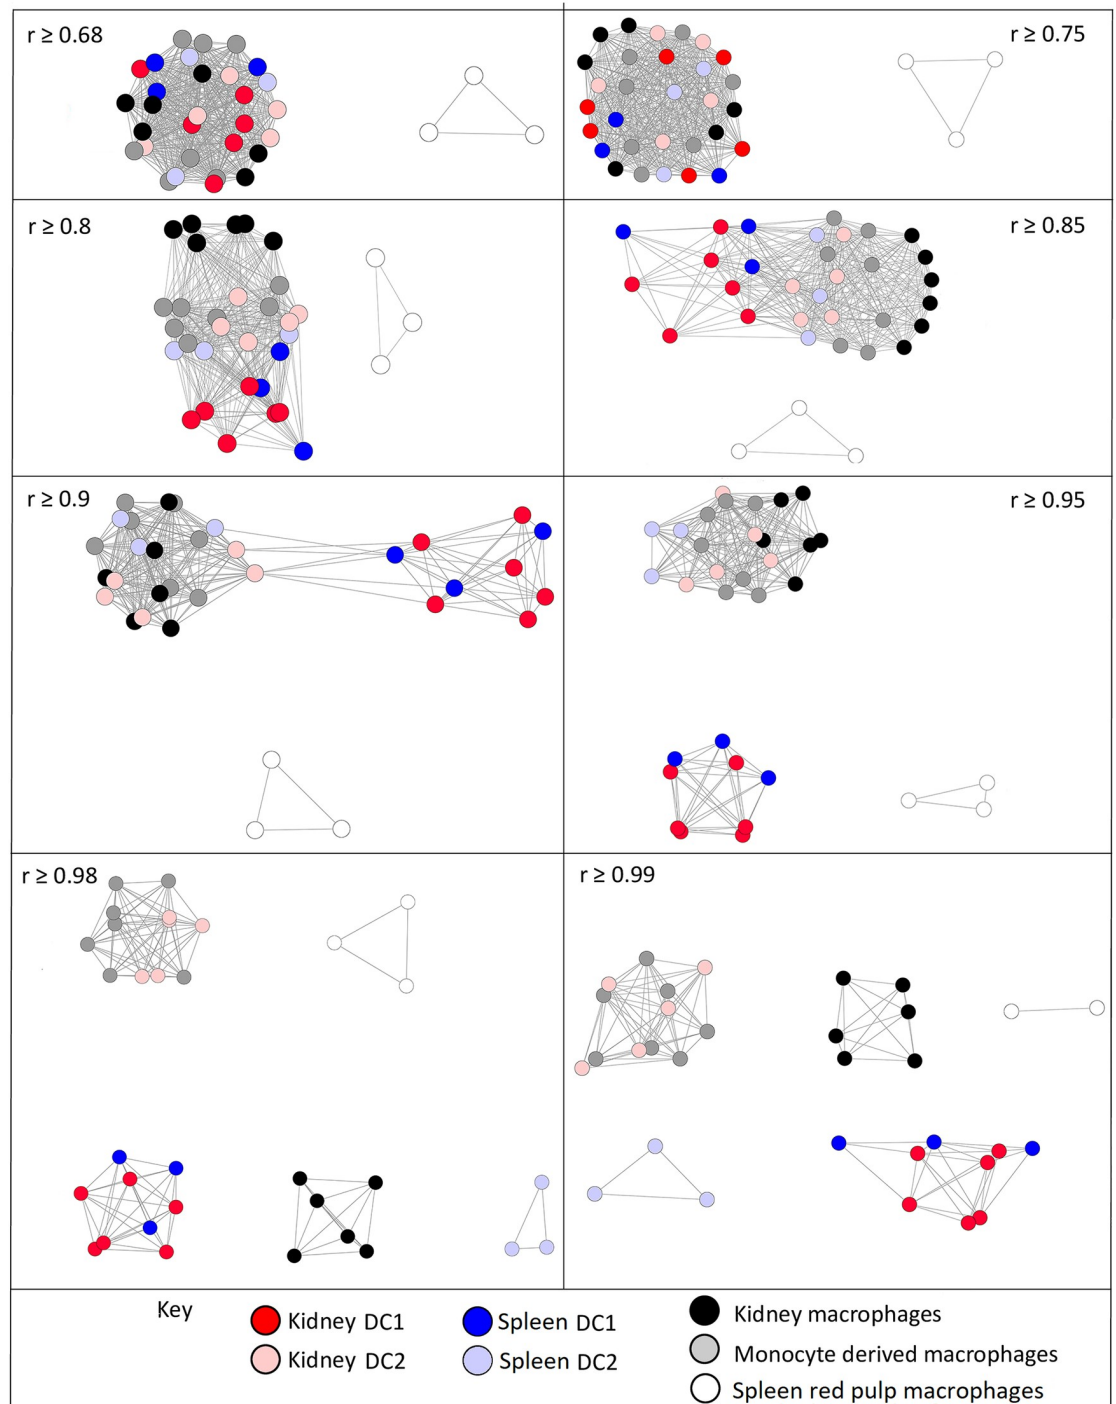 r ≥ 0.68
r ≥ 0.75
r ≥ 0.8
r ≥ 0.85
r ≥ 0.9
r ≥ 0.95
r ≥ 0.98
r ≥ 0.99
Key
Kidney DC1
Spleen DC1
Kidney macrophages
Kidney DC2
Spleen DC2
Monocyte derived macrophages
Spleen red pulp macrophages